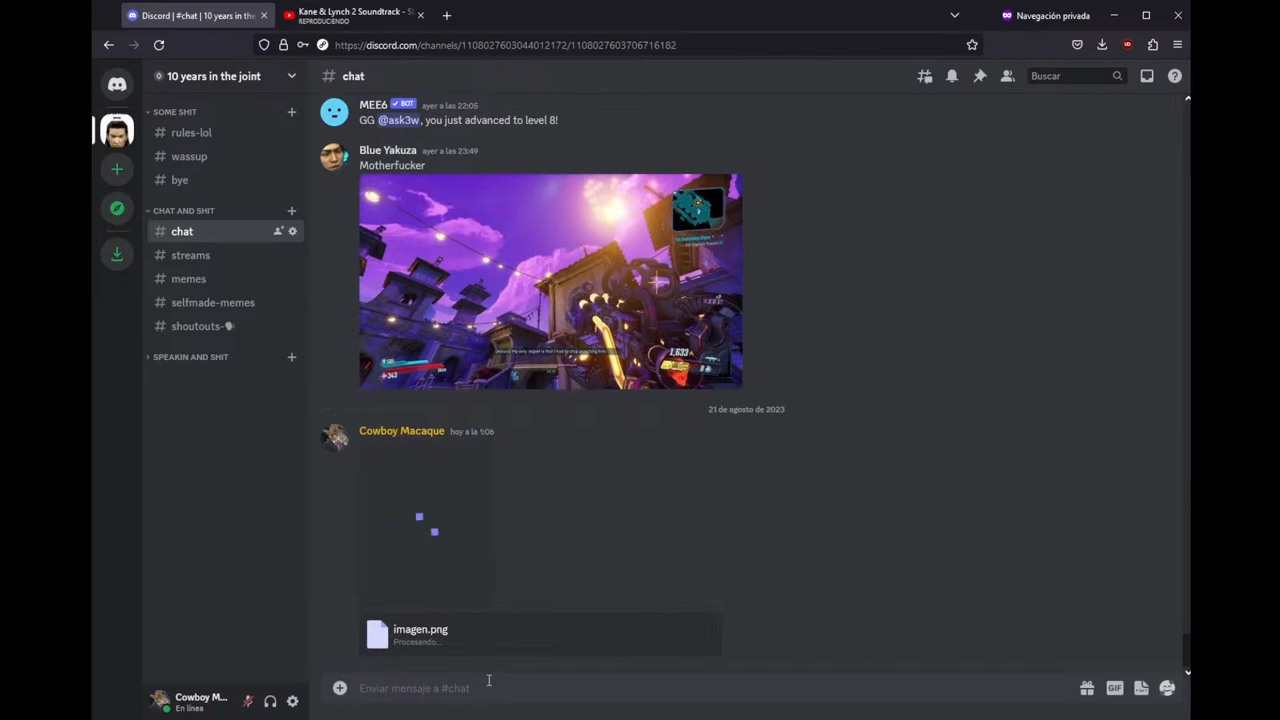 Discord | #chat | 10 years in the
Kane & Lynch 2 Soundtrack - S
REPRODUCIENDO
Navegación privada
https://discord.com/channels/1108027603044012172/1108027603706716182
10 years in the joint
chat
Buscar
SOME SHIT
rules-lol
wassup
bye
CHAT AND SHIT
chat
streams
memes
selfmade-memes
shoutouts-🗣
SPEAKIN AND SHIT
MEE6 BOT ayer a las 22:05
GG @ask3w, you just advanced to level 8!
Blue Yakuza ayer a las 23:49
Motherfucker
1,633
343
21 de agosto de 2023
Cowboy Macaque hoy a la 1:06
imagen.png
Procesando...
Enviar mensaje a #chat
GIF
Cowboy M...
En línea